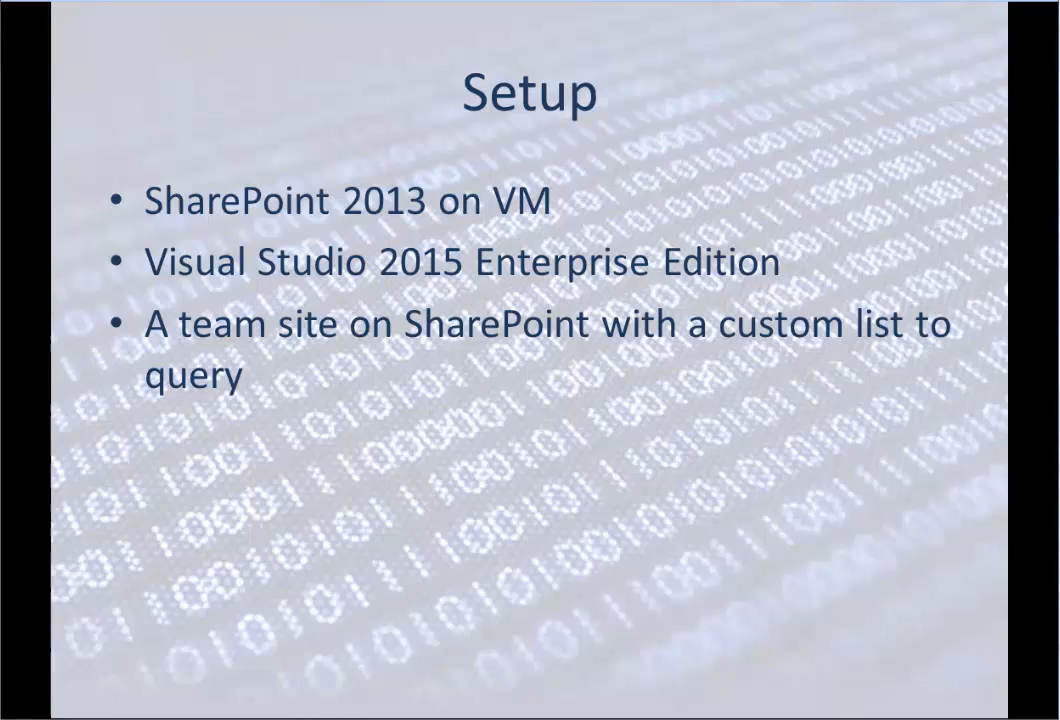 Setup
• SharePoint 2013 on VM
• Visual Studio 2015 Enterprise Edition
• A team site on SharePoint with a custom list to
query